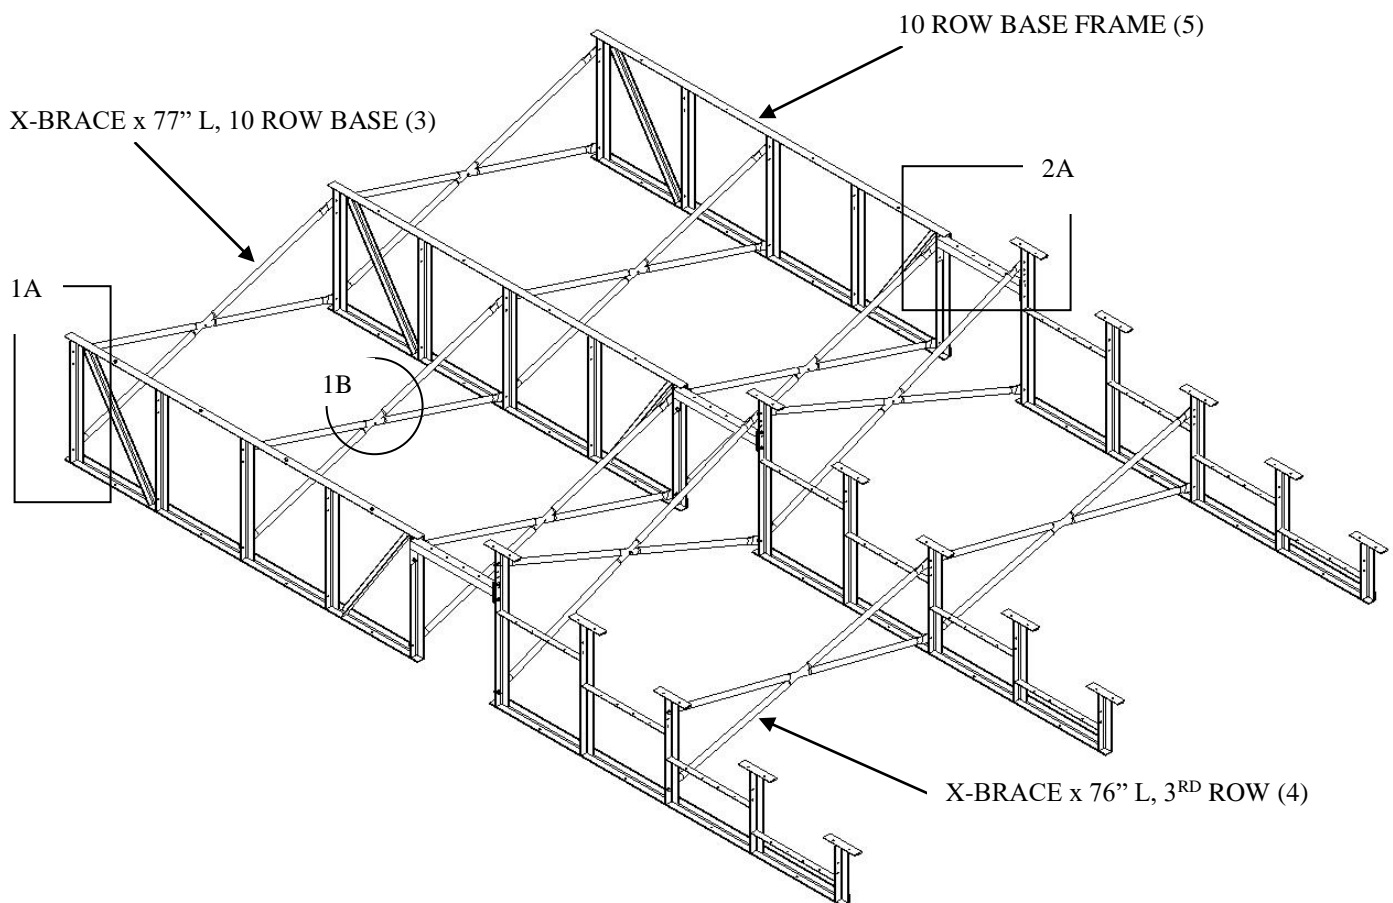 10 ROW BASE FRAME (5)
X-BRACE x 77” L, 10 ROW BASE (3)
2A
1A
1B
X-BRACE x 76” L, 3RD ROW (4)